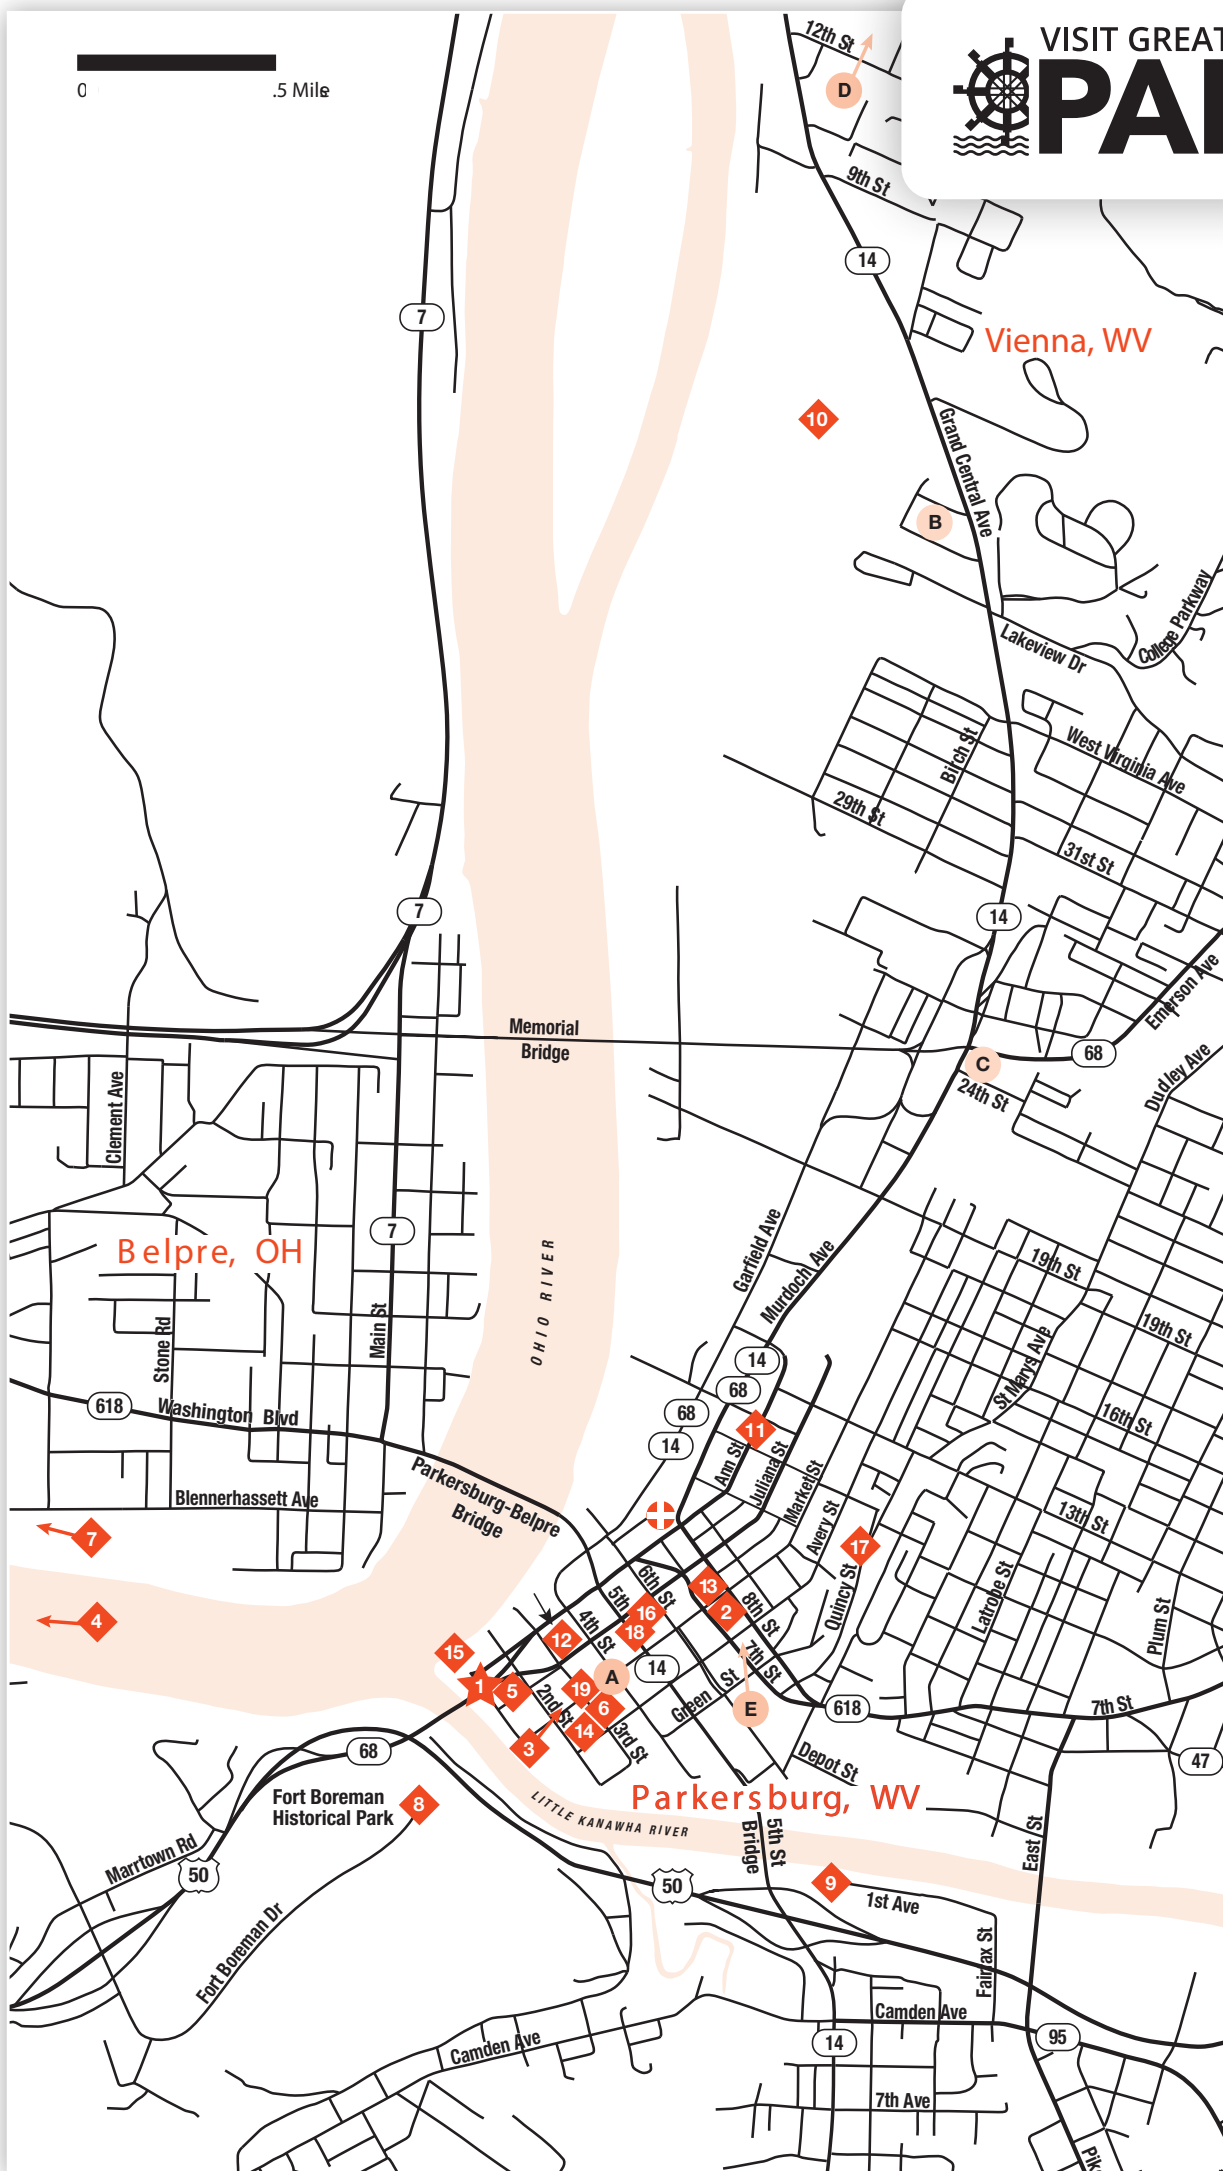 VISIT GREAT
PA
0 .5 Mile
12th St
D
9th St
14
7
Vienna, WV
10
Grand Central Ave
B
College Parkway
Lakeview Dr
Birch St
West Virginia Ave
29th St
31st St
7
14
Emerson Ave
Memorial
Bridge
68
C
24th St
Dudley Ave
Clement Ave
7
Belpre, OH
OHIO RIVER
Garfield Ave
Murdoch Ave
19th St
19th St
Main St
Stone Rd
St Marys Ave
14
68
618
Washington Blvd
68
14
11
16th St
Ann St
Juliana St
Market St
Avery St
Parkersburg-Belpre
Bridge
Blennerhassett Ave
13th St
7
17
Quincy St
Latrobe St
Plum St
4
6th St
5th
4th St
13
2
8th St
16
18
12
7th St
15
14
A
1
5
19
2nd St
6
14
3rd St
3
Green St
E
618
7th St
47
Depot St
68
Parkersburg, WV
Fort Boreman
Historical Park
8
LITTLE KANAWHA RIVER
5th St
Bridge
East St
Marrtown Rd
50
50
9
1st Ave
Fort Boreman Dr
Fairfax St
Camden Ave
14
95
Camden Ave
7th Ave
Pik